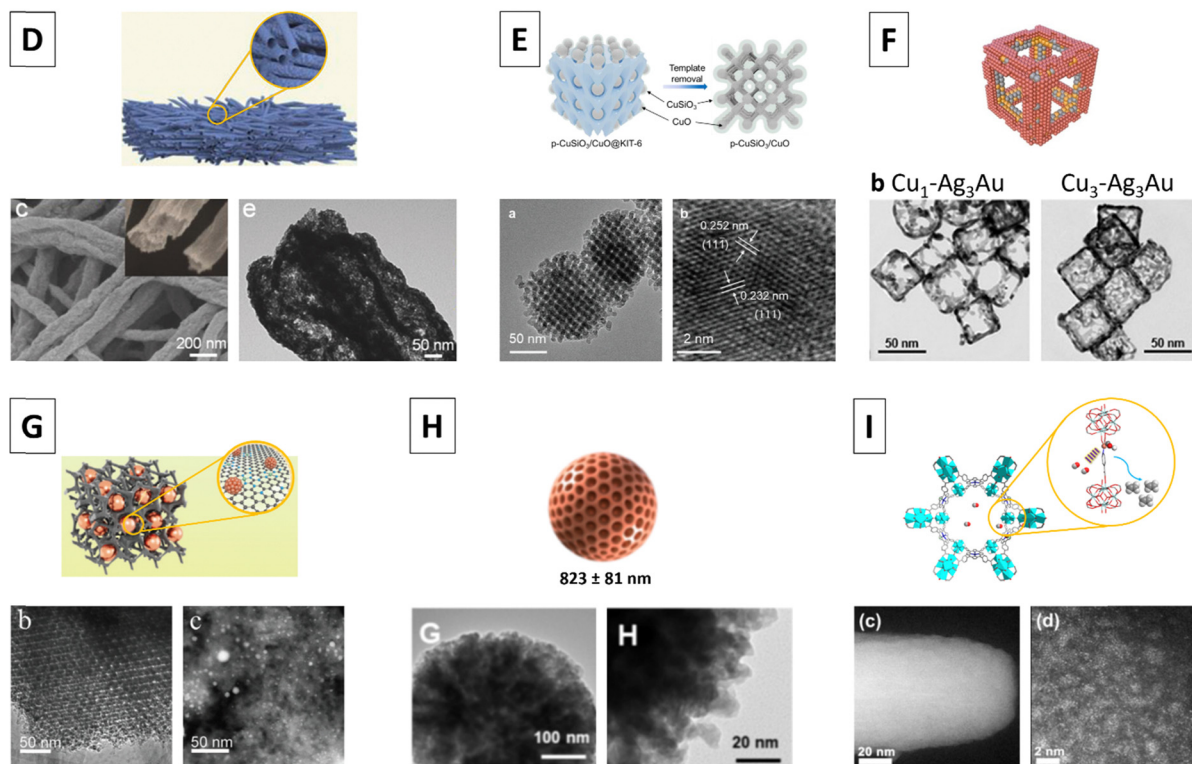 D
c
200 nm
e
50 nm
E
Template
removal
CuSiO₃
CuO
p-CuSiO₃/CuO@KIT-6
p-CuSiO₃/CuO
a
50 nm
b
0.252 nm
(111)
0.232 nm
(111)
2 nm
F
b Cu₁-Ag₃Au
Cu₃-Ag₃Au
50 nm
50 nm
G
b
50 nm
c
50 nm
H
823 ± 81 nm
G
100 nm
H
20 nm
I
(c)
20 nm
(d)
2 nm